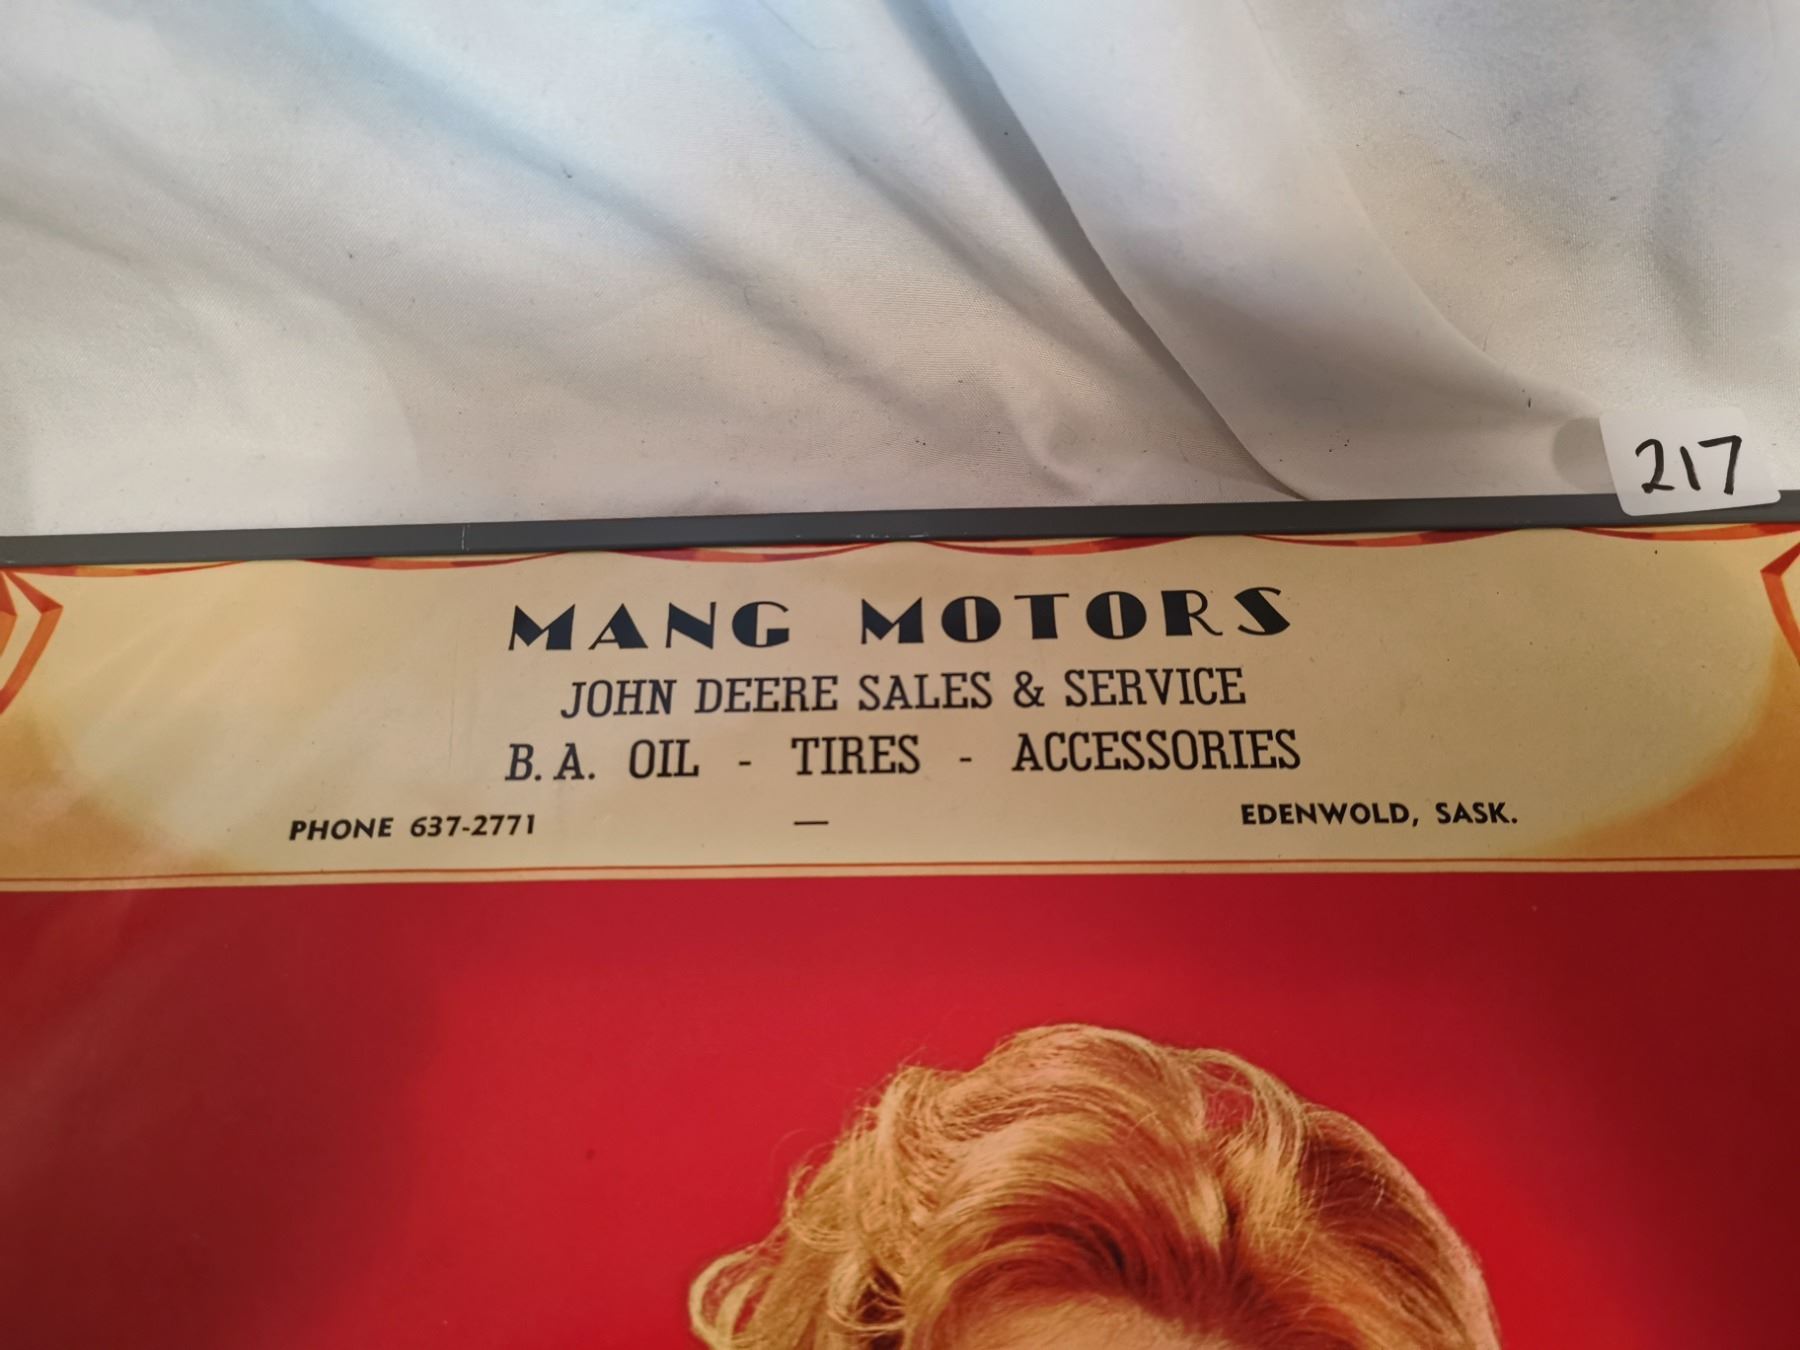 217
MANG MOTORS
JOHN DEERE SALES & SERVICE
B. A. OIL - TIRES - ACCESSORIES
PHONE 637-2771 — EDENWOLD, SASK.